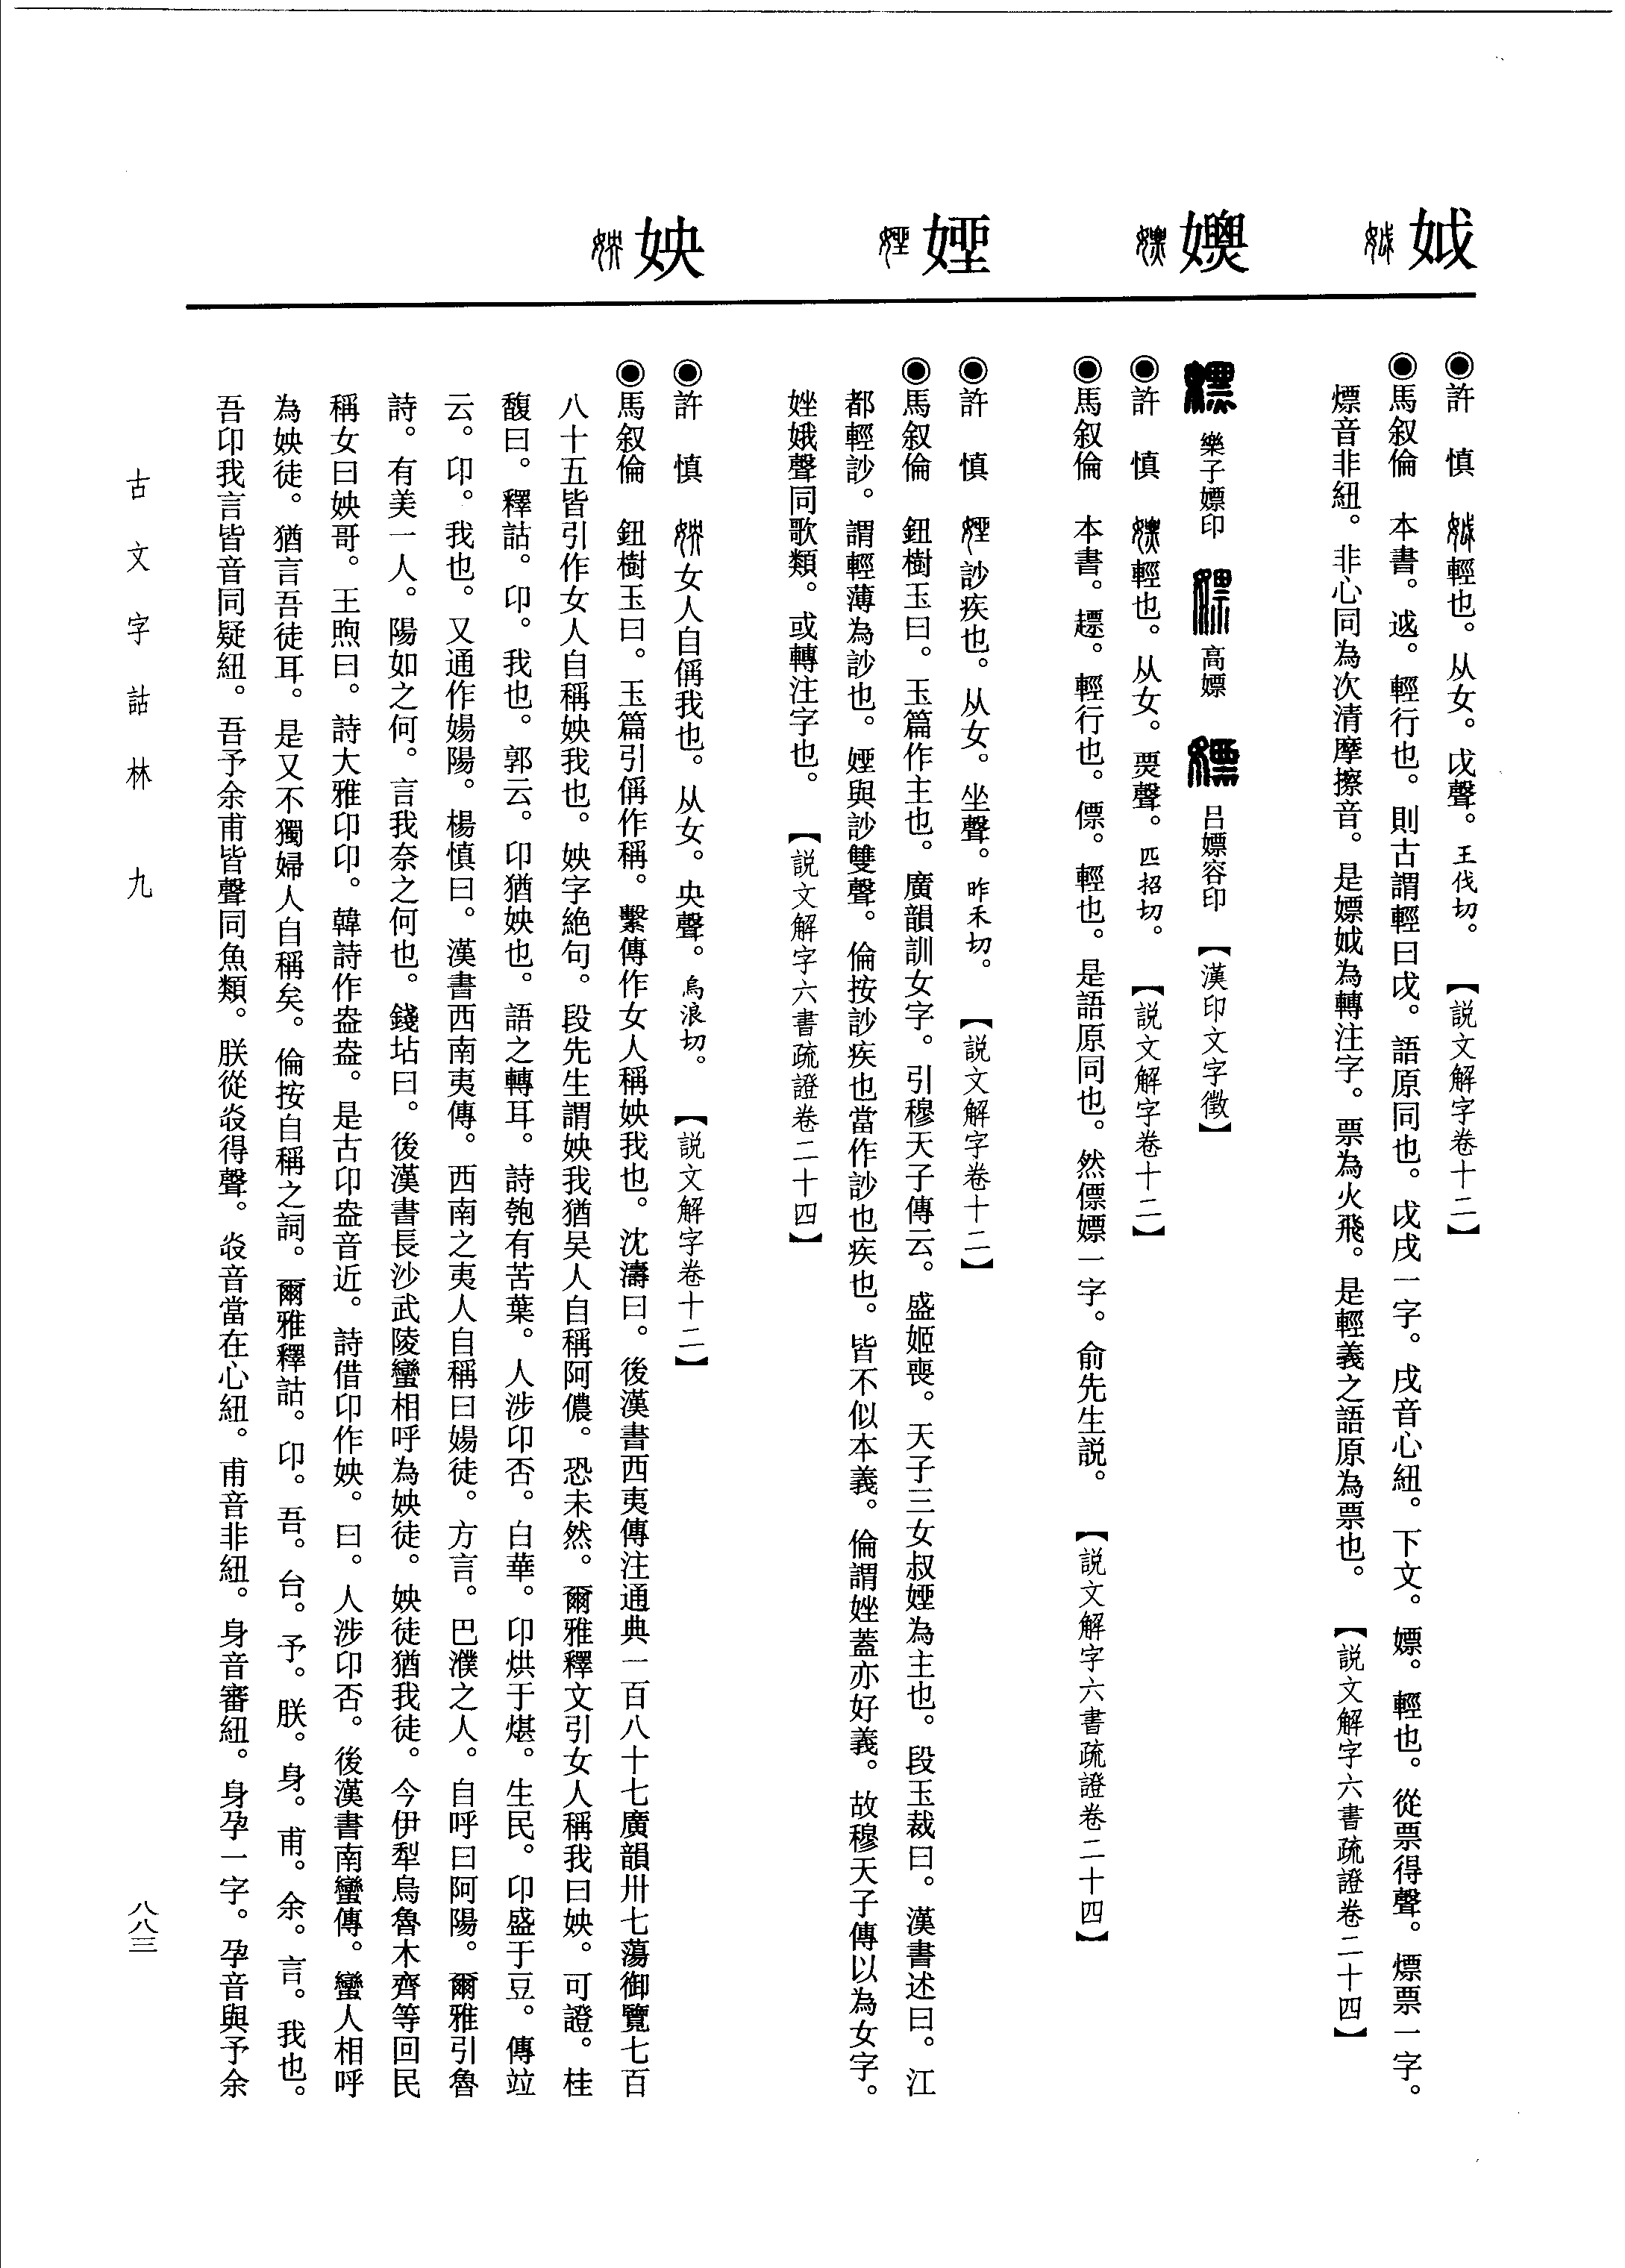 娍
◉許　慎　輕也。从女。戉聲。王伐切。【説文解字卷十二】
◉馬叙倫　本書。𧺆。輕行也。則古謂輕曰戉。語原同也。戉戌一字。戌音心紐。下文。嫖。輕也。從票得聲。熛票一字。
熛音非紐。非心同為次清摩擦音。是嫖娍為轉注字。票為火飛。是輕義之語原為票也。【説文解字六書疏證卷二十四】
嫖
樂子嫖印　高嫖　吕嫖容印　【漢印文字徵】
◉許　慎　輕也。从女。票聲。匹招切。【説文解字卷十二】
◉馬叙倫　本書。趮。輕行也。僄。輕也。是語原同也。然僄嫖一字。俞先生説。【説文解字六書疏證卷二十四】
娷
◉許　慎　訬疾也。从女。坐聲。昨禾切。【説文解字卷十二】
◉馬叙倫　鈕樹玉曰。玉篇作主也。廣韻訓女字。引穆天子傳云。盛姬喪。天子三女叔㛗為主也。段玉裁曰。漢書述曰。江
都輕訬。謂輕薄為訬也。㛗與訬雙聲。倫按訬疾也當作訬也疾也。皆不似本義。倫謂㛗蓋亦好義。故穆天子傳以為女字。
㛗娥聲同歌類。或轉注字也。【説文解字六書疏證卷二十四】
姎
◉許　慎　女人自偁我也。从女。央聲。烏浪切。【説文解字卷十二】
◉馬叙倫　鈕樹玉曰。玉篇引偁作稱。繫傳作女人稱姎我也。沈濤曰。後漢書西夷傳注通典一百八十七廣韻卅七蕩御覽七百
八十五皆引作女人自稱姎我也。姎字絶句。段先生謂姎我猶吴人自稱阿儂。恐未然。爾雅釋文引女人稱我曰姎。可證。桂
馥曰。釋詁。卬。我也。郭云。卬猶姎也。語之轉耳。詩匏有苦葉。人涉卬否。白華。卬烘于煁。生民。卬盛于豆。傳竝
云。卬。我也。又通作婸陽。楊慎曰。漢書西南夷傳。西南之夷人自稱曰婸徒。方言。巴濮之人。自呼曰阿陽。爾雅引魯
詩。有美一人。陽如之何。言我奈之何也。錢坫曰。後漢書長沙武陵蠻相呼為姎徒。姎徒猶我徒。今伊犁烏魯木齊等回民
稱女曰姎哥。王煦曰。詩大雅卬卬。韓詩作盎盎。是古卬盎音近。詩借卬作姎。曰。人涉卬否。後漢書南蠻傳。蠻人相呼
為姎徒。猶言吾徒耳。是又不獨婦人自稱矣。倫按自稱之詞。爾雅釋詁。卬。吾。台。予。朕。身。甫。余。言。我也。
吾卬我言皆音同疑紐。吾予余甫皆聲同魚類。朕從灷得聲。灷音當在心紐。甫音非紐。身音審紐。身孕一字。孕音與予余
古文字詁林　九
八八三